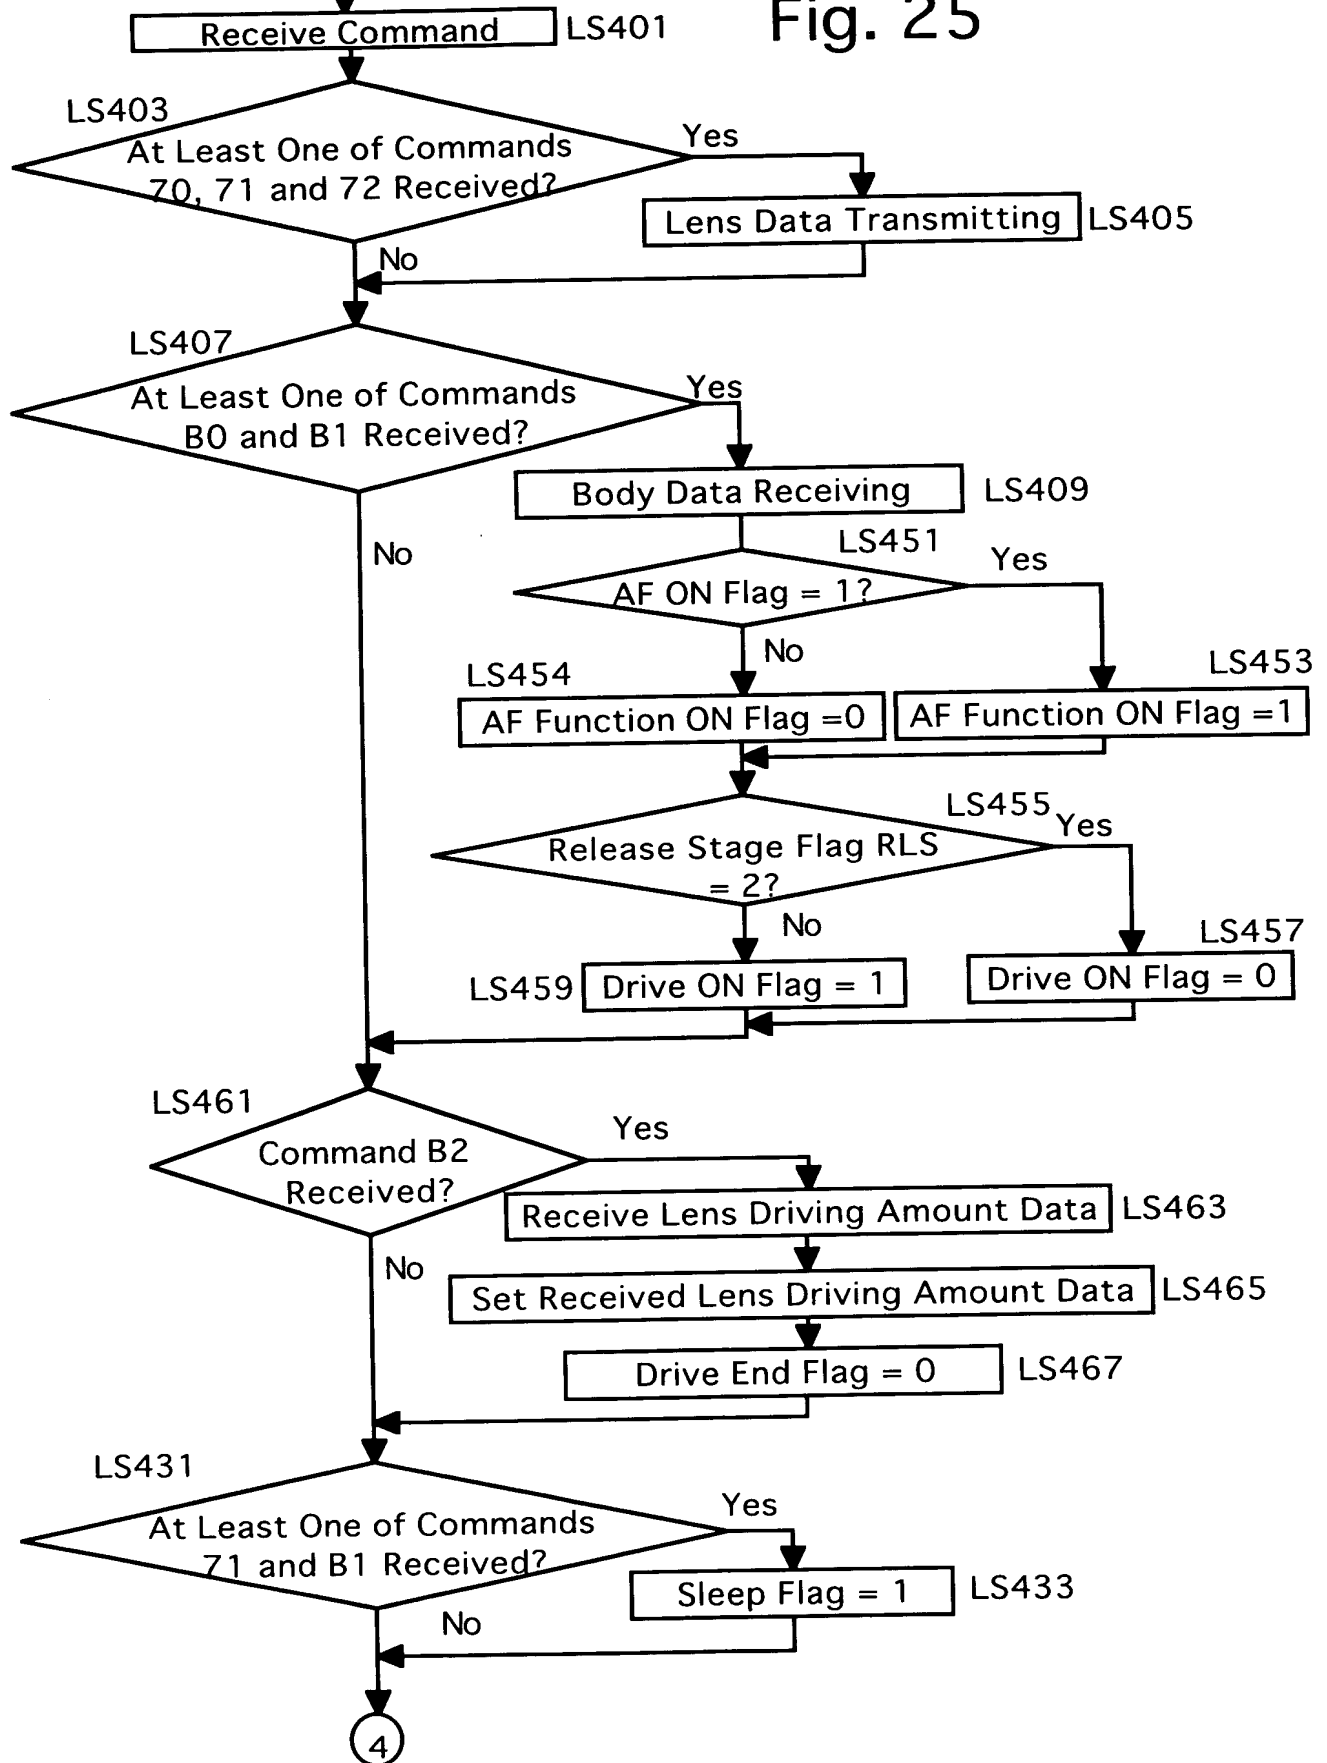 Fig. 25
Receive Command
LS401
LS403
At Least One of Commands
70, 71 and 72 Received?
Yes
Lens Data Transmitting
LS405
No
LS407
At Least One of Commands
B0 and B1 Received?
Yes
Body Data Receiving
LS409
No
LS451
AF ON Flag = 1?
Yes
No
LS454
LS453
AF Function ON Flag =0
AF Function ON Flag =1
LS455
Yes
Release Stage Flag RLS
= 2?
No
LS457
LS459
Drive ON Flag = 1
Drive ON Flag = 0
LS461
Command B2
Received?
Yes
Receive Lens Driving Amount Data
LS463
No
Set Received Lens Driving Amount Data
LS465
Drive End Flag = 0
LS467
LS431
At Least One of Commands
71 and B1 Received?
Yes
Sleep Flag = 1
LS433
No
4